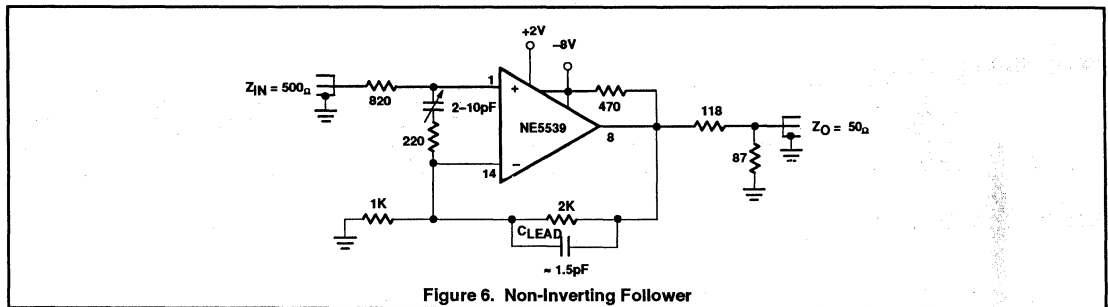 +2V
–8V
Z_IN = 500Ω
820
1
+
2–10pF
470
118
NE5539
8
Z_O = 50Ω
220
87
14
–
1K
2K
C_LEAD
≈ 1.5pF
Figure 6. Non-Inverting Follower